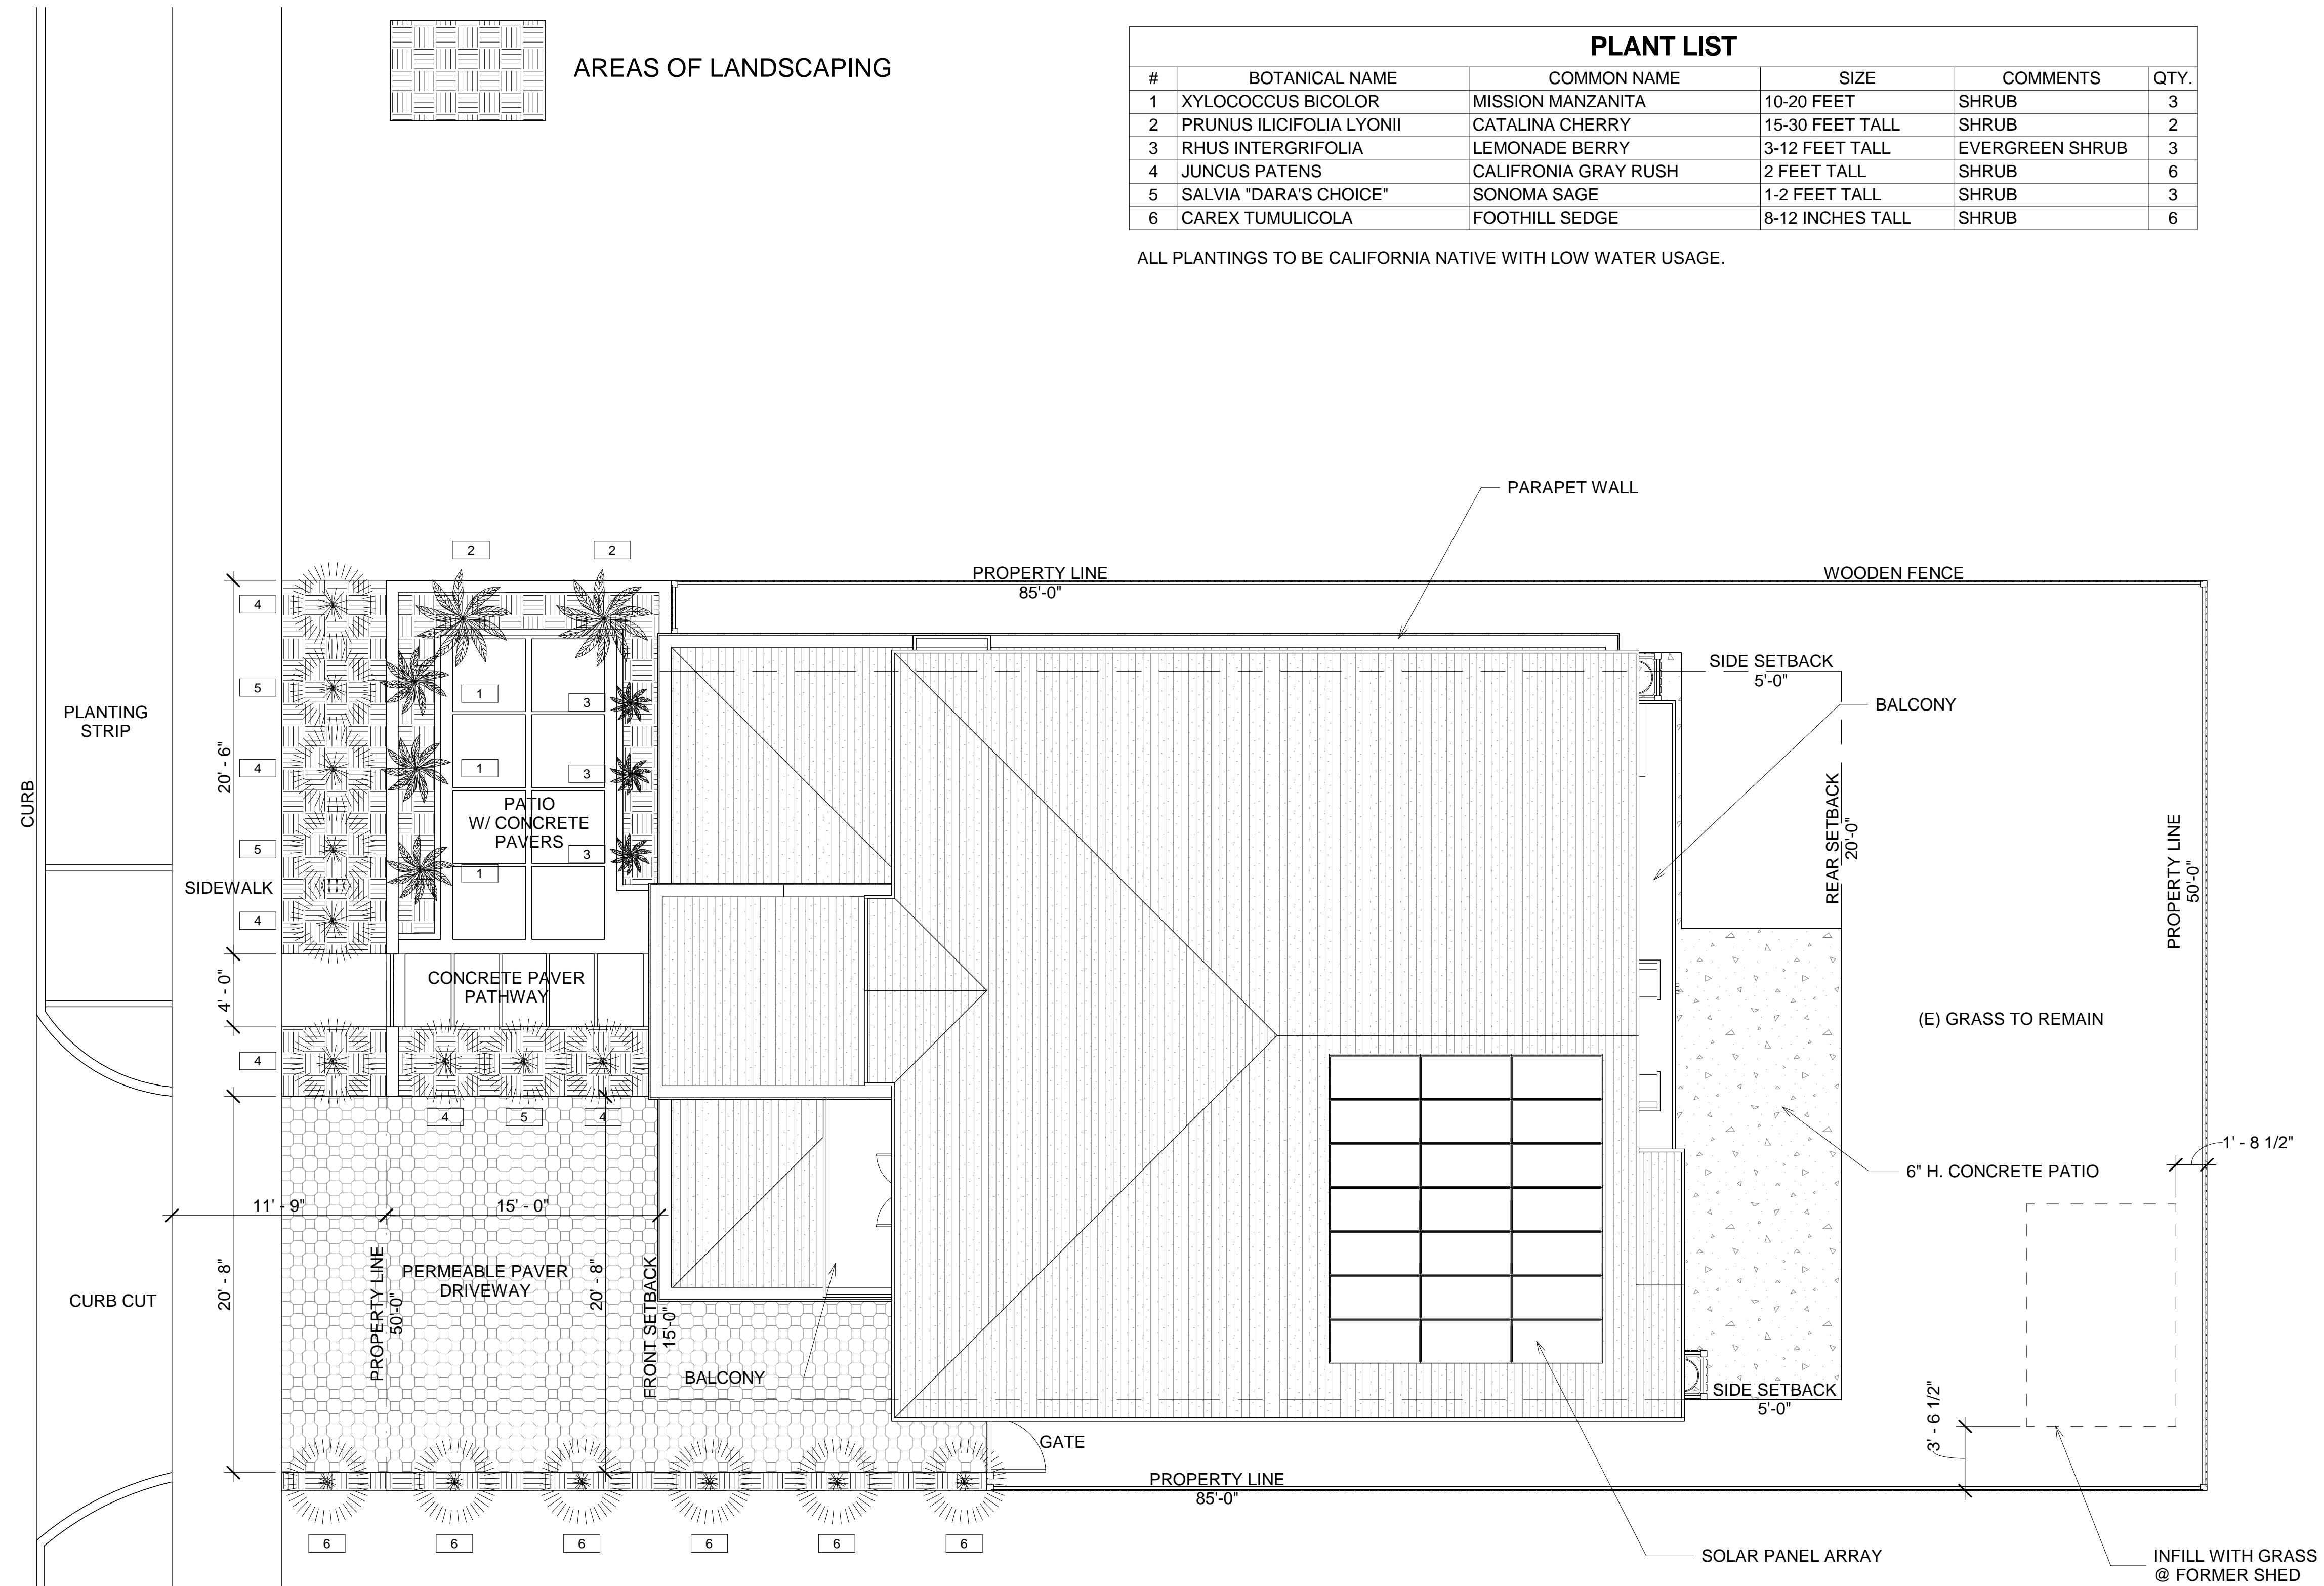 AREAS OF LANDSCAPING
PLANT LIST
# BOTANICAL NAME COMMON NAME SIZE COMMENTS QTY.
1 XYLOCOCCUS BICOLOR MISSION MANZANITA 10-20 FEET SHRUB 3
2 PRUNUS ILICIFOLIA LYONII CATALINA CHERRY 15-30 FEET TALL SHRUB 2
3 RHUS INTERGRIFOLIA LEMONADE BERRY 3-12 FEET TALL EVERGREEN SHRUB 3
4 JUNCUS PATENS CALIFRONIA GRAY RUSH 2 FEET TALL SHRUB 6
5 SALVIA "DARA'S CHOICE" SONOMA SAGE 1-2 FEET TALL SHRUB 3
6 CAREX TUMULICOLA FOOTHILL SEDGE 8-12 INCHES TALL SHRUB 6
ALL PLANTINGS TO BE CALIFORNIA NATIVE WITH LOW WATER USAGE.
PARAPET WALL
2 2
PROPERTY LINE
85'-0"
WOODEN FENCE
4
5
4
5
4
4
1
1
1
3
3
3
PLANTING
STRIP
CURB
SIDEWALK
20' - 6"
4' - 0"
20' - 8"
PATIO
W/ CONCRETE
PAVERS
CONCRETE PAVER
PATHWAY
4 5 4
SIDE SETBACK
5'-0"
BALCONY
REAR SETBACK
20'-0"
PROPERTY LINE
50'-0"
(E) GRASS TO REMAIN
1' - 8 1/2"
6" H. CONCRETE PATIO
11' - 9"
15' - 0"
CURB CUT
PROPERTY LINE
50'-0"
PERMEABLE PAVER
DRIVEWAY
20' - 8"
FRONT SETBACK
15'-0"
BALCONY
SIDE SETBACK
5'-0"
3' - 6 1/2"
GATE
PROPERTY LINE
85'-0"
6 6 6 6 6 6
SOLAR PANEL ARRAY
INFILL WITH GRASS
@ FORMER SHED